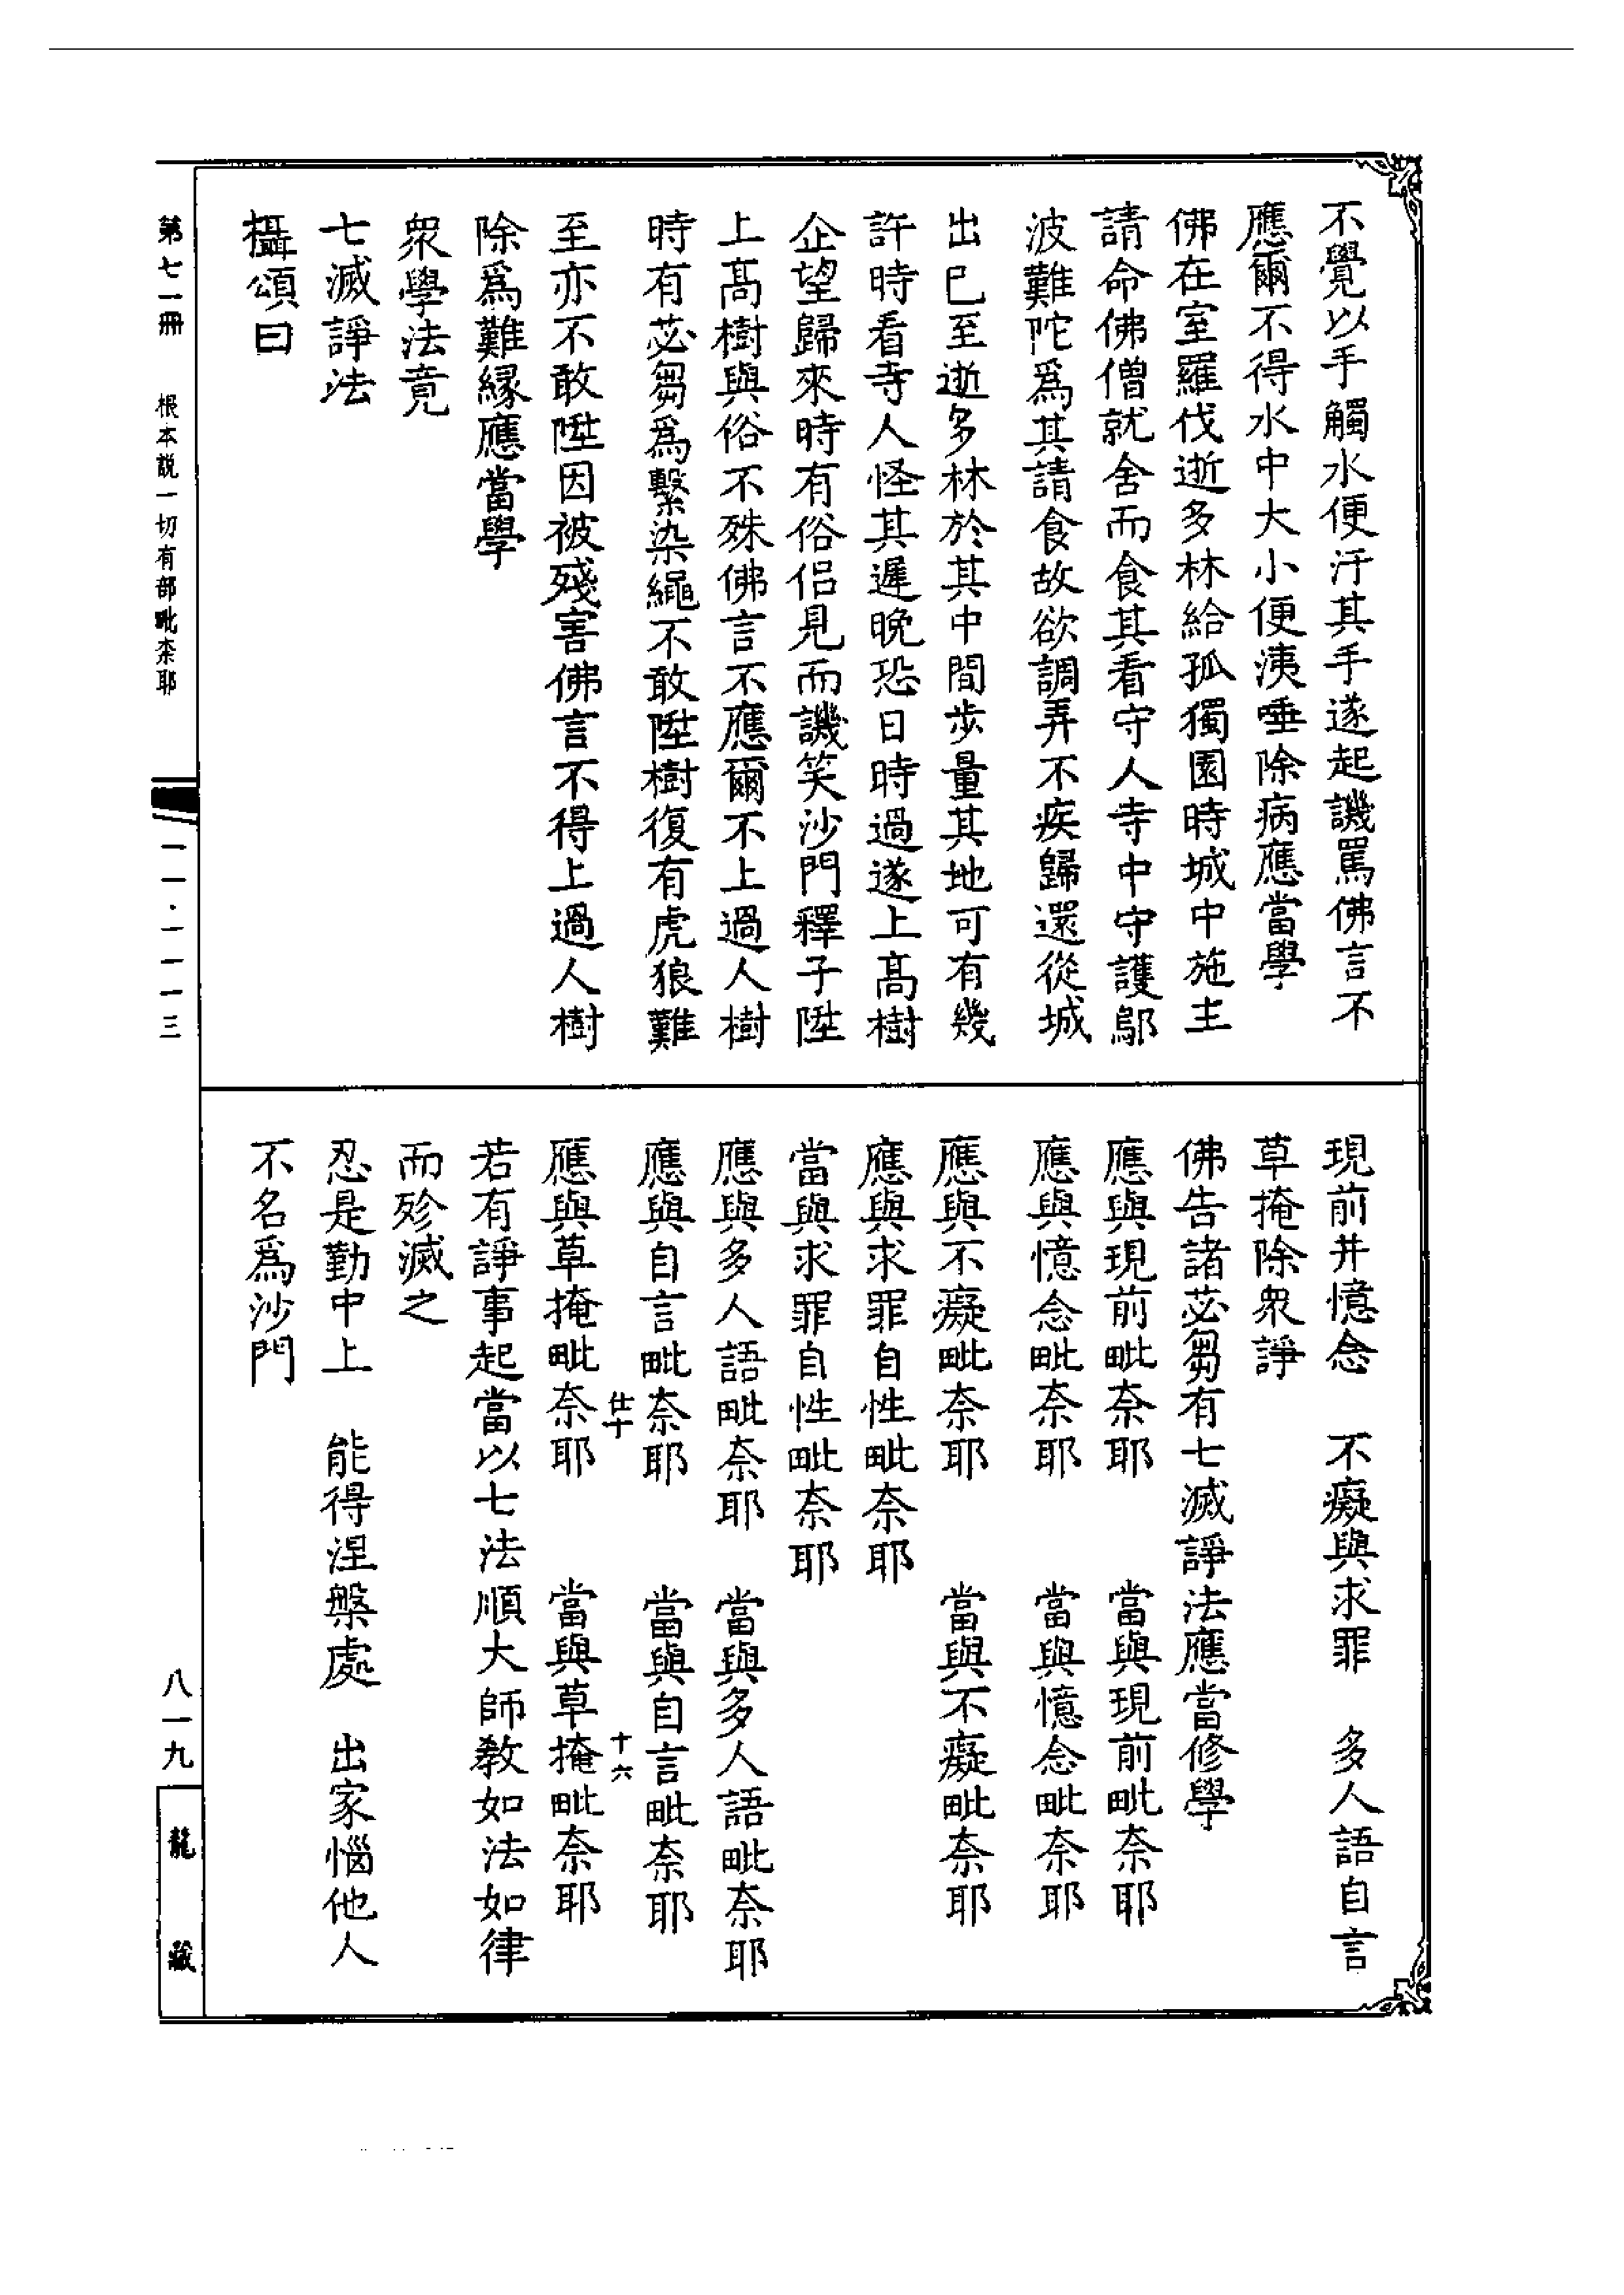 不覺以手觸水便汙其手遂起譏罵佛言不
應爾不得水中大小便洟唾除病應當學
佛在室羅伐逝多林給孤獨園時城中施主
請命佛僧就舍而食其看守人寺中守護鄔
波難陀爲其請食故欲調弄不疾歸還從城
出已至逝多林於其中間步量其地可有幾
許時看寺人怪其遲晚恐日時過遂上高樹
企望歸來時有俗侶見而譏笑沙門釋子陞
上高樹與俗不殊佛言不應爾不上過人樹
時有苾芻爲繫染繩不敢陞樹復有虎狼難
至亦不敢陞因被殘害佛言不得上過人樹
除爲難緣應當學
衆學法竟
七滅諍法
攝頌曰
現前并憶念　不癡與求罪　多人語自言
草掩除衆諍
佛告諸苾芻有七滅諍法應當修學
應與現前毗奈耶　當與現前毗奈耶
應與憶念毗奈耶　當與憶念毗奈耶
應與不癡毗奈耶　當與不癡毗奈耶
應與求罪自性毗奈耶
當與求罪自性毗奈耶
應與多人語毗奈耶　當與多人語毗奈耶
應與自言毗奈耶　當與自言毗奈耶
仕十　十六
應與草掩毗奈耶　當與草掩毗奈耶
若有諍事起當以七法順大師教如法如律
而殄滅之
忍是勤中上　能得涅槃處　出家惱他人
不名爲沙門
第七一冊　根本説一切有部毗奈耶　一一·一一一三　八一九　龍藏